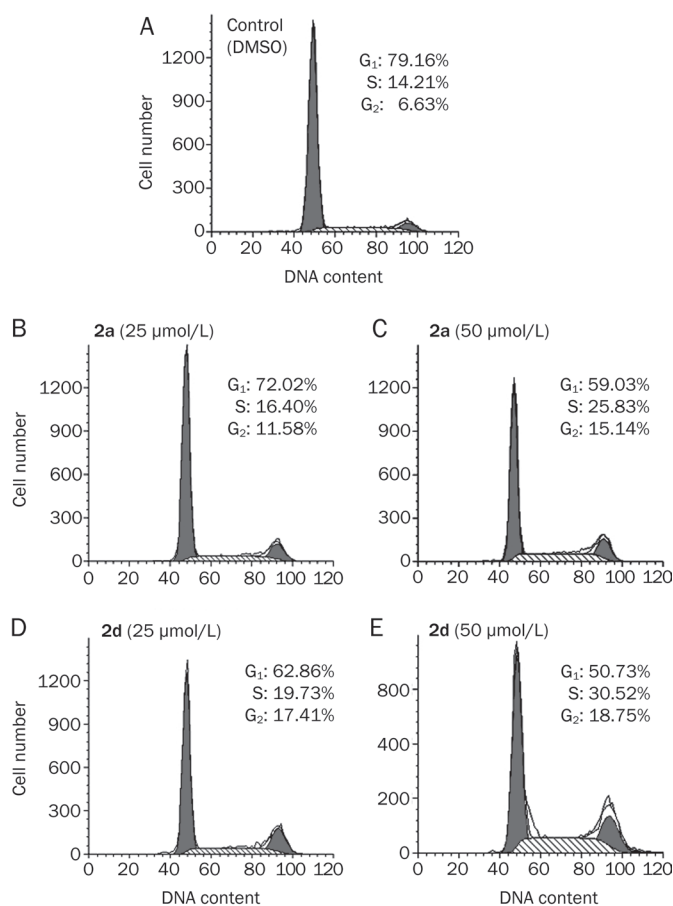 A
Control
(DMSO)
G₁: 79.16%
S: 14.21%
G₂: 6.63%
1200
900
600
300
0
Cell number
0 20 40 60 80 100 120
DNA content
B
2a (25 µmol/L)
G₁: 72.02%
S: 16.40%
G₂: 11.58%
1200
900
600
300
0
Cell number
0 20 40 60 80 100 120
C
2a (50 µmol/L)
G₁: 59.03%
S: 25.83%
G₂: 15.14%
1200
900
600
300
0
0 20 40 60 80 100 120
D
2d (25 µmol/L)
G₁: 62.86%
S: 19.73%
G₂: 17.41%
1200
900
600
300
0
Cell number
0 20 40 60 80 100 120
DNA content
E
2d (50 µmol/L)
G₁: 50.73%
S: 30.52%
G₂: 18.75%
800
400
200
0
0 20 40 60 80 100 120
DNA content